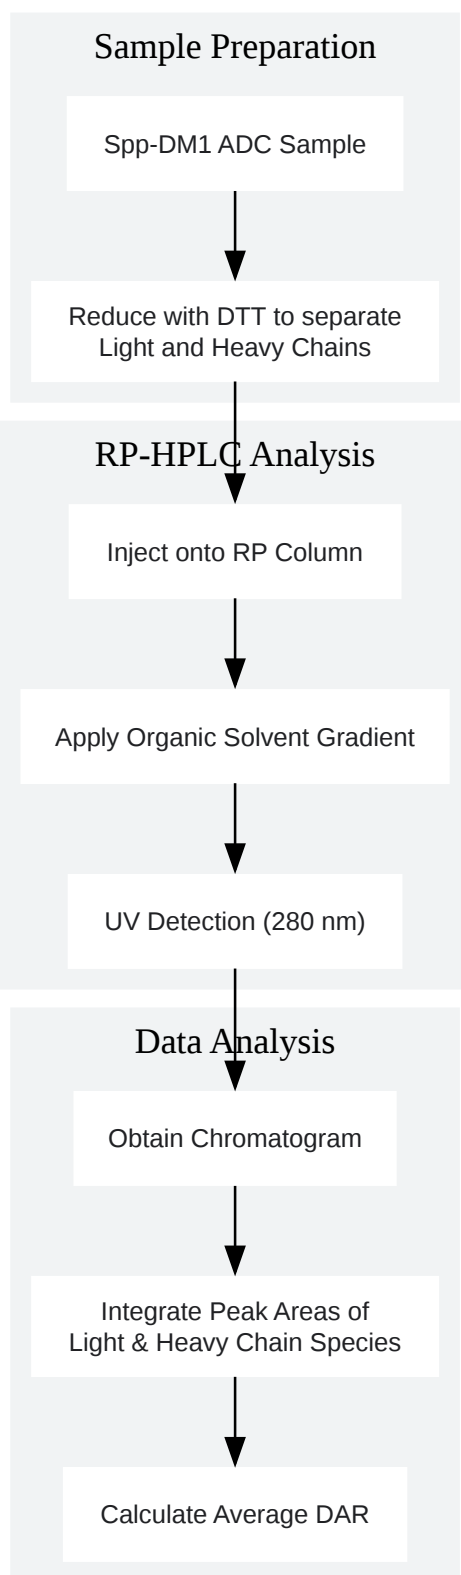 Sample Preparation
Spp-DM1 ADC Sample
Reduce with DTT to separate
Light and Heavy Chains
RP-HPLC Analysis
Inject onto RP Column
Apply Organic Solvent Gradient
UV Detection (280 nm)
Data Analysis
Obtain Chromatogram
Integrate Peak Areas of
Light & Heavy Chain Species
Calculate Average DAR